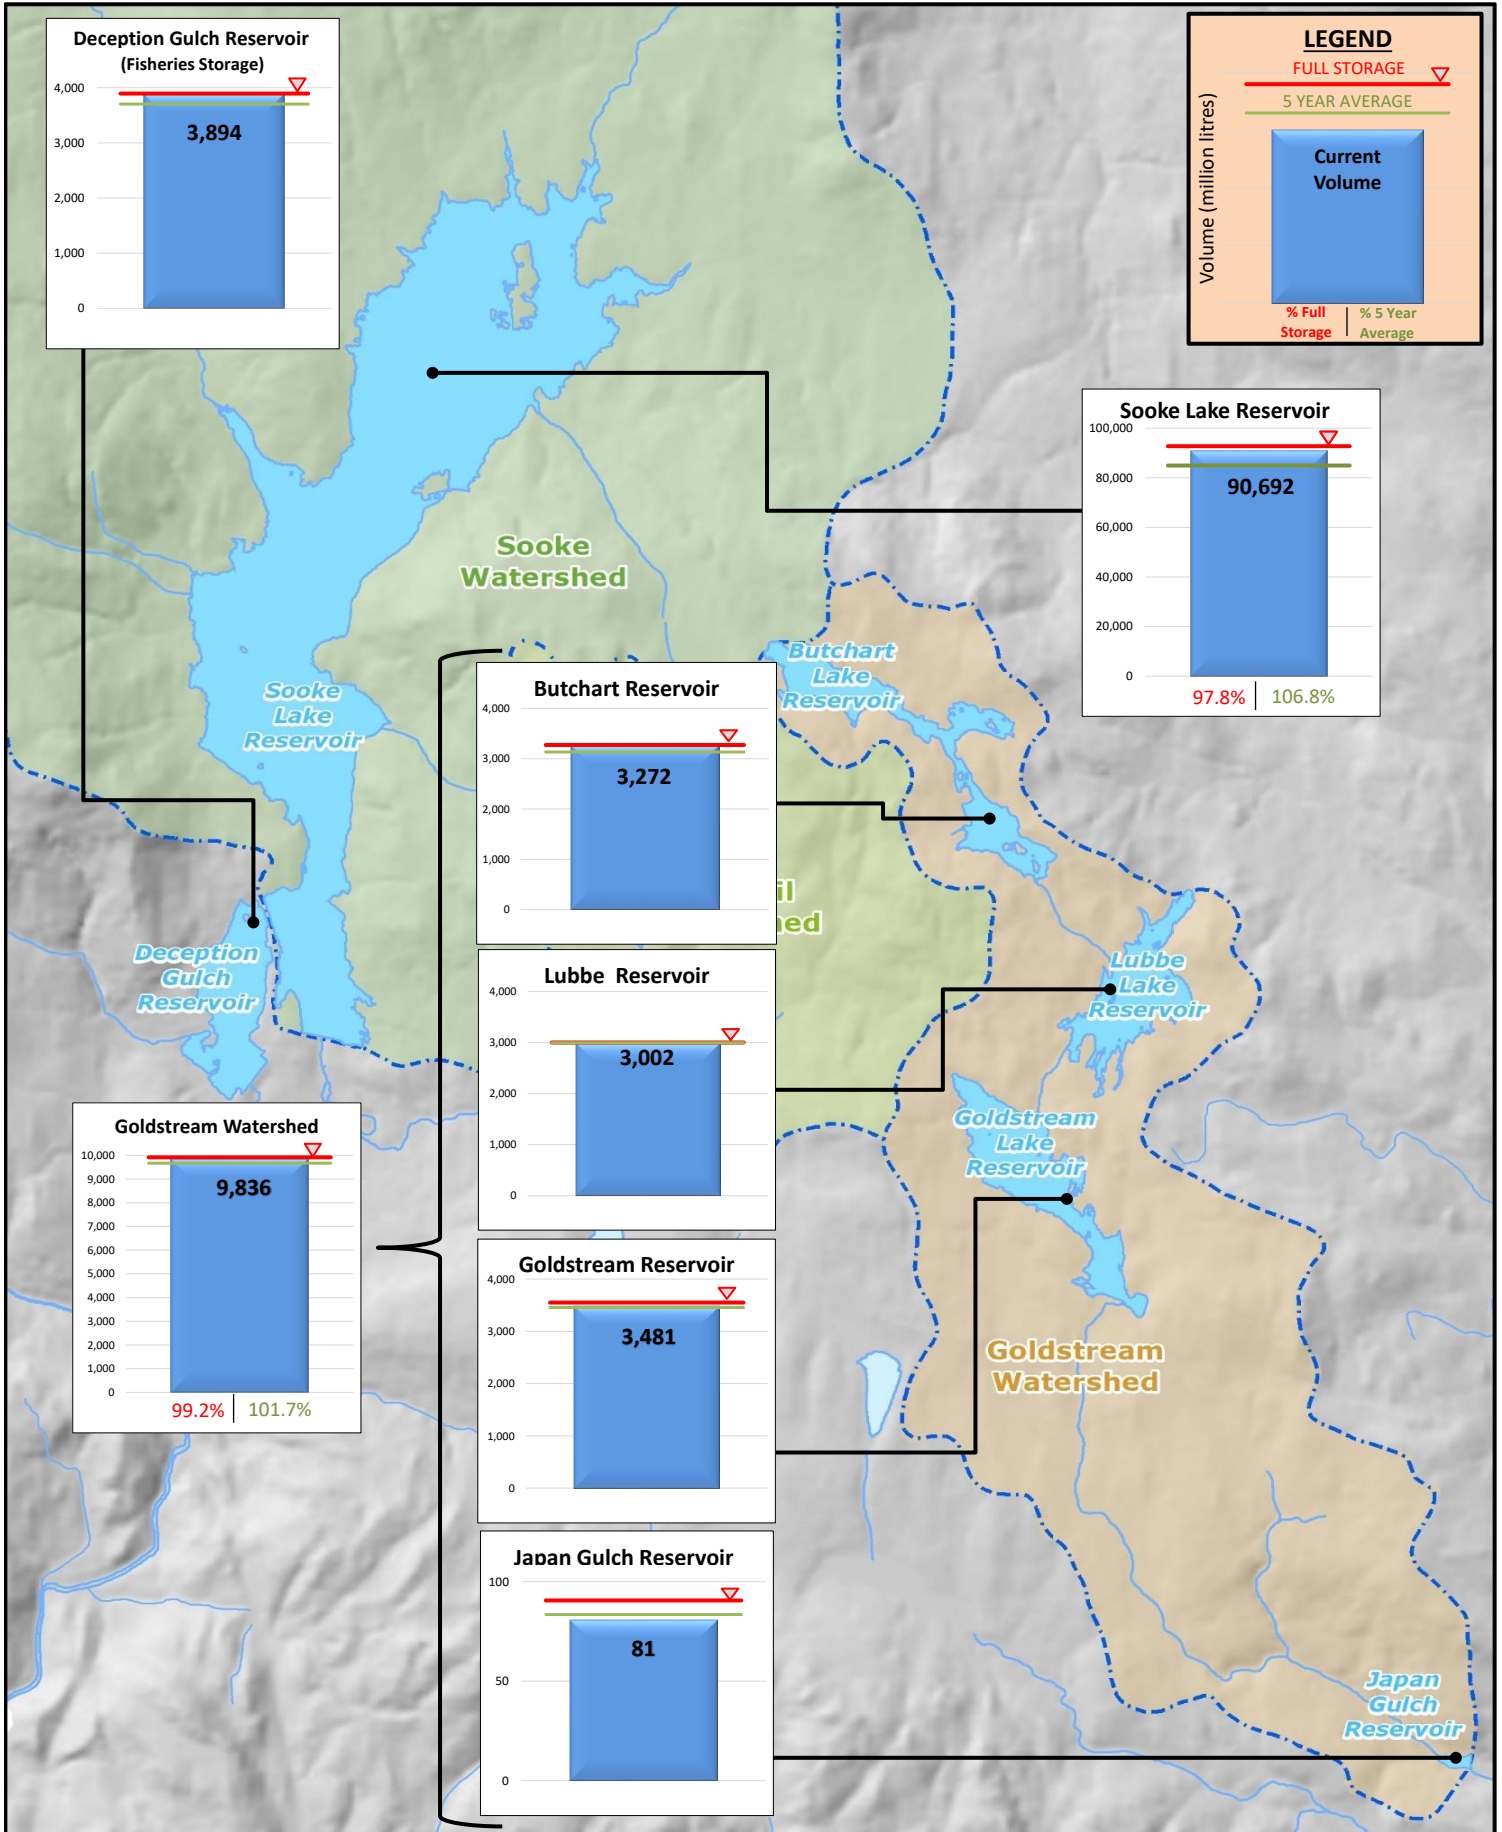 Deception Gulch Reservoir
(Fisheries Storage)
4,000
3,000
2,000
1,000
0
3,894
LEGEND
FULL STORAGE
5 YEAR AVERAGE
Volume (million litres)
Current
Volume
% Full
Storage
% 5 Year
Average
Sooke Lake Reservoir
100,000
80,000
60,000
40,000
20,000
0
90,692
97.8%
106.8%
Sooke
Watershed
Sooke
Lake
Reservoir
Butchart
Lake
Reservoir
Butchart Reservoir
4,000
3,000
2,000
1,000
0
3,272
il
ed
Deception
Gulch
Reservoir
Lubbe Reservoir
4,000
3,000
2,000
1,000
0
3,002
Lubbe
Lake
Reservoir
Goldstream
Lake
Reservoir
Goldstream Watershed
10,000
9,000
8,000
7,000
6,000
5,000
4,000
3,000
2,000
1,000
0
9,836
99.2%
101.7%
Goldstream Reservoir
4,000
3,000
2,000
1,000
0
3,481
Goldstream
Watershed
Japan Gulch Reservoir
100
50
0
81
Japan
Gulch
Reservoir